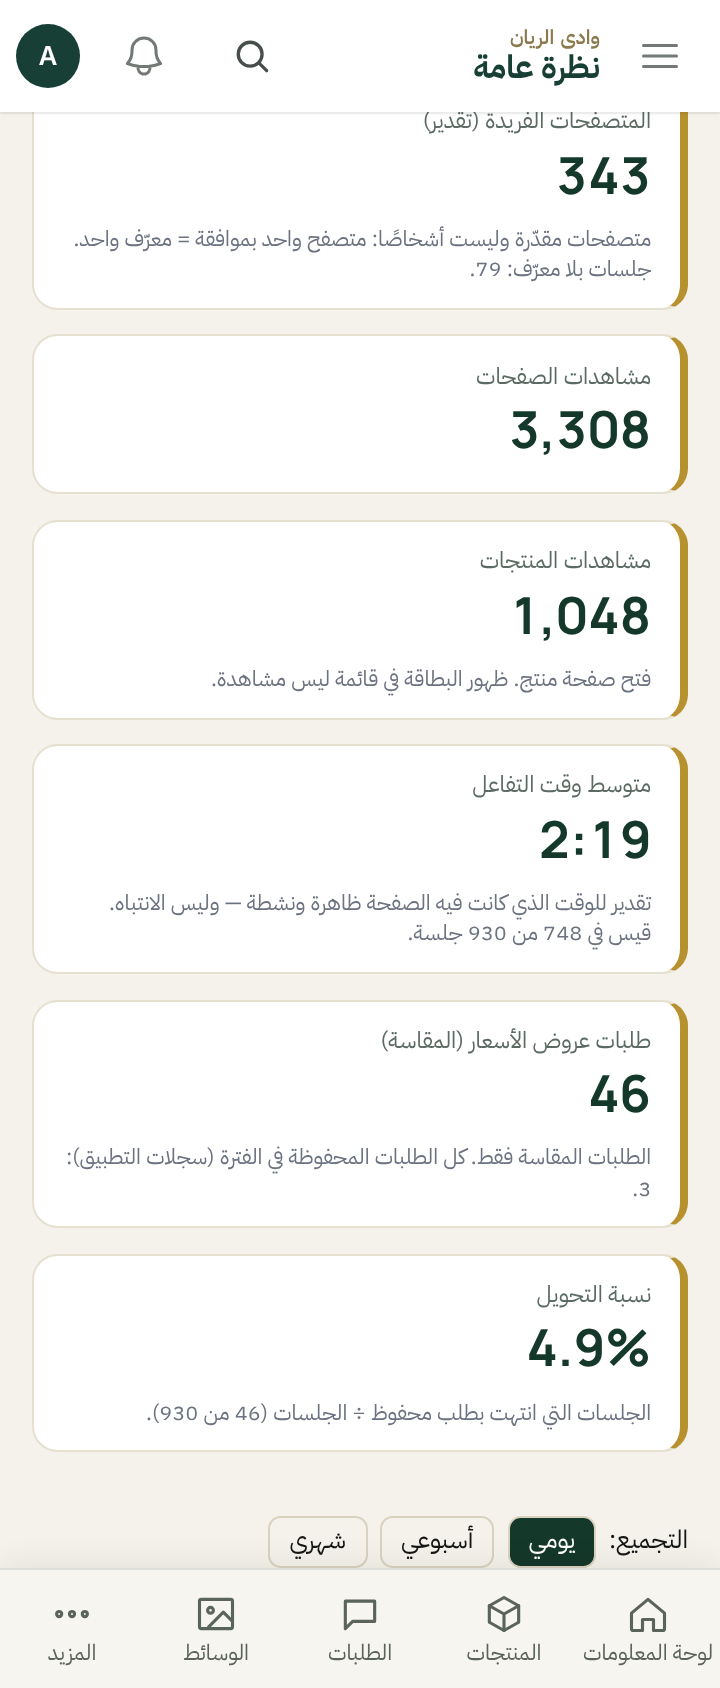 وادى الريان
نظرة عامة
A
المتصفحات الفريدة (تقدير)
343
متصفحات مقدّرة وليست أشخاصًا: متصفح واحد بموافقة = معرّف واحد.
جلسات بلا معرّف: 79.
مشاهدات الصفحات
3,308
مشاهدات المنتجات
1,048
فتح صفحة منتج. ظهور البطاقة في قائمة ليس مشاهدة.
متوسط وقت التفاعل
2:19
تقدير للوقت الذي كانت فيه الصفحة ظاهرة ونشطة — وليس الانتباه.
قيس في 748 من 930 جلسة.
طلبات عروض الأسعار (المقاسة)
46
الطلبات المقاسة فقط. كل الطلبات المحفوظة في الفترة (سجلات التطبيق):
3.
نسبة التحويل
4.9%
الجلسات التي انتهت بطلب محفوظ ÷ الجلسات (46 من 930).
التجميع: يومي أسبوعي شهري
لوحة المعلومات المنتجات الطلبات الوسائط المزيد